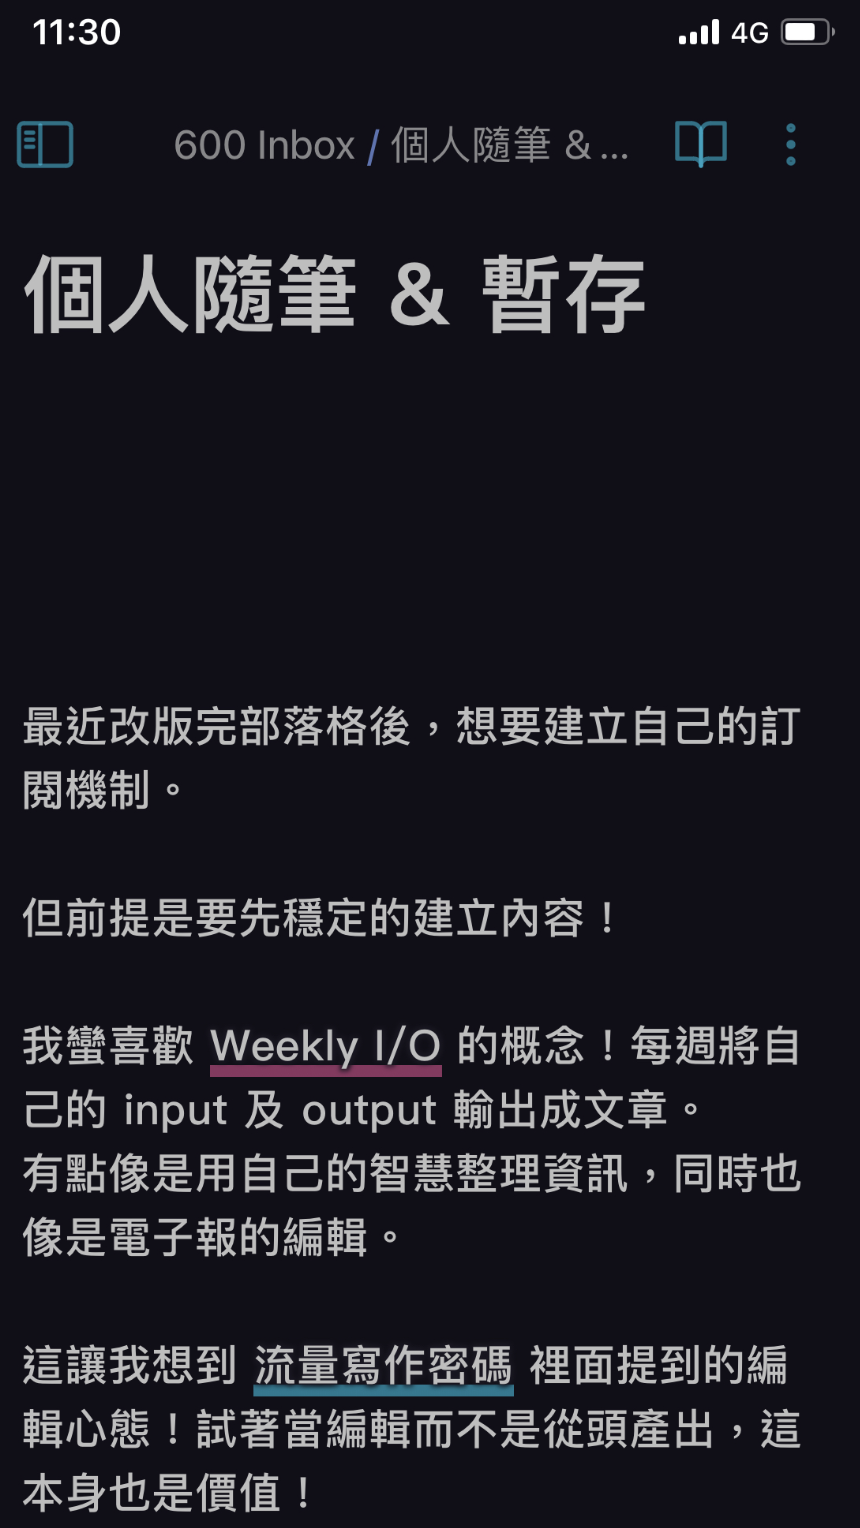 11:30
4G
600 Inbox / 個人隨筆 & ...
個人隨筆 & 暫存
最近改版完部落格後，想要建立自己的訂
閱機制。
但前提是要先穩定的建立內容！
我蠻喜歡 Weekly I/O 的概念！每週將自
己的 input 及 output 輸出成文章。
有點像是用自己的智慧整理資訊，同時也
像是電子報的編輯。
這讓我想到 流量寫作密碼 裡面提到的編
輯心態！試著當編輯而不是從頭產出，這
本身也是價值！